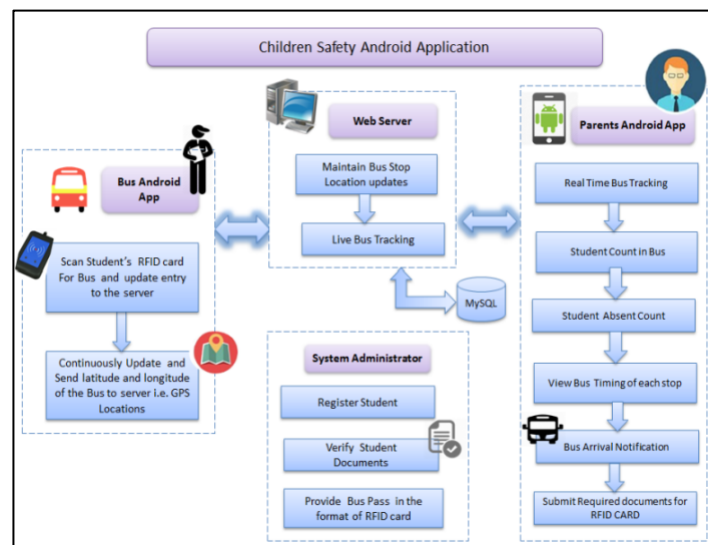 Children Safety Android Application
Bus Android
App
Scan Student's RFID card
For Bus and update entry
to the server
Continuously Update and
Send latitude and longitude
of the Bus to server i.e. GPS
Locations
Web Server
Maintain Bus Stop
Location updates
Live Bus Tracking
MySQL
System Administrator
Register Student
Verify Student
Documents
Provide Bus Pass in the
format of RFID card
Parents Android App
Real Time Bus Tracking
Student Count in Bus
Student Absent Count
View Bus Timing of each stop
Bus Arrival Notification
Submit Required documents for
RFID CARD